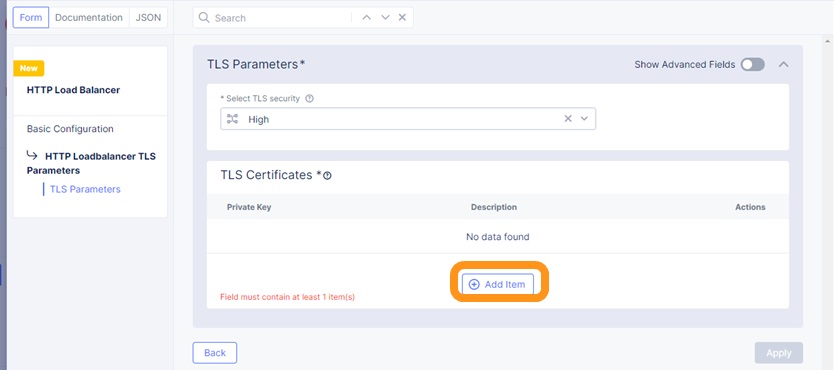 Form
Documentation
JSON
Search
New
HTTP Load Balancer
Basic Configuration
HTTP Loadbalancer TLS
Parameters
TLS Parameters
TLS Parameters*
Show Advanced Fields
* Select TLS security
High
TLS Certificates *
Private Key
Description
Actions
No data found
Add Item
Field must contain at least 1 item(s)
Back
Apply